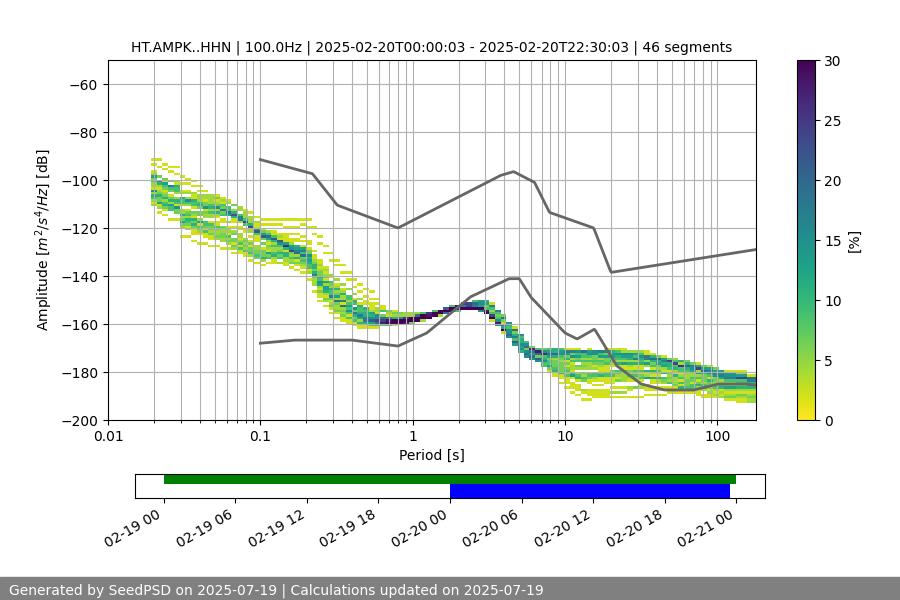 HT.AMPK..HHN | 100.0Hz | 2025-02-20T00:00:03 - 2025-02-20T22:30:03 | 46 segments
−60
−80
−100
−120
−140
−160
−180
−200
Amplitude [m²/s⁴/Hz] [dB]
0.01 0.1 1 10 100
Period [s]
30
25
20
15
10
5
0
[%]
02-19 00 02-19 06 02-19 12 02-19 18 02-20 00 02-20 06 02-20 12 02-20 18 02-21 00
Generated by SeedPSD on 2025-07-19 | Calculations updated on 2025-07-19